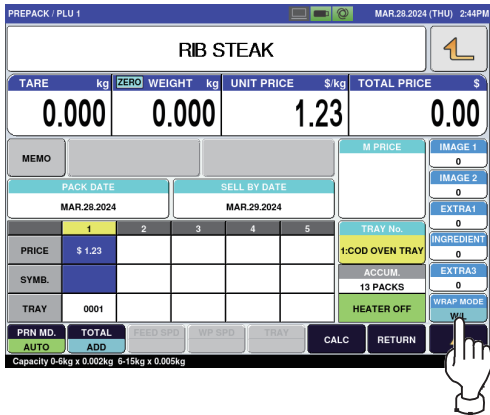 PREPACK / PLU 1
MAR.28.2024 (THU) 2:44PM
RIB STEAK
TARE kg
ZERO WEIGHT kg
UNIT PRICE $/kg
TOTAL PRICE $
0.000
0.000
1.23
0.00
MEMO
M PRICE
IMAGE 1
0
IMAGE 2
0
PACK DATE
SELL BY DATE
MAR.28.2024
MAR.29.2024
EXTRA1
0
1 2 3 4 5
TRAY No.
INGREDIENT
0
PRICE $ 1.23
1:COD OVEN TRAY
SYMB.
ACCUM.
13 PACKS
EXTRA3
0
TRAY 0001
HEATER OFF
WRAP MODE
W/L
PRN MD.
AUTO
TOTAL
ADD
FEED SPD
WP SPD
TRAY
CALC
RETURN
Capacity 0-6kg x 0.002kg 6-15kg x 0.005kg